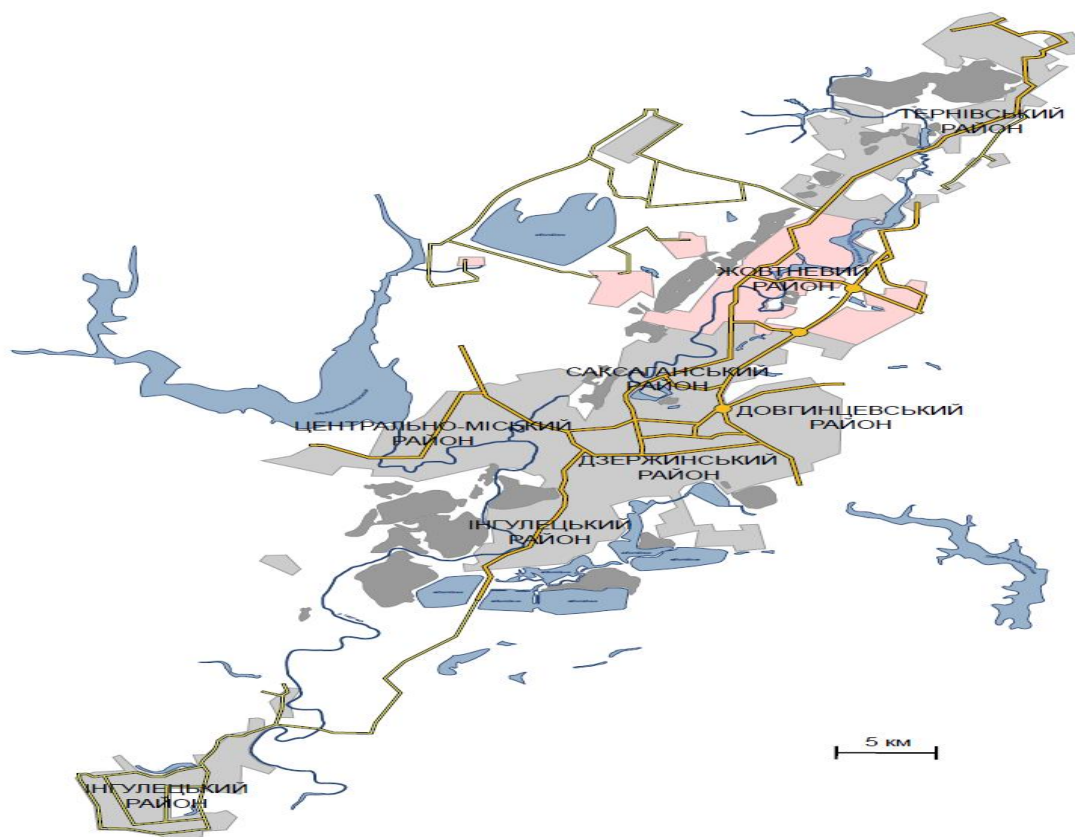 ТЕРНІВСЬКИЙ
РАЙОН
ЖОВТНЕВИЙ
РАЙОН
САКСАГАНСЬКИЙ
РАЙОН
ДОВГИНЦЕВСЬКИЙ
РАЙОН
ЦЕНТРАЛЬНО-МІСЬКИЙ
РАЙОН
ДЗЕРЖИНСЬКИЙ
РАЙОН
ІНГУЛЕЦЬКИЙ
РАЙОН
5 км
ІНГУЛЕЦЬКИЙ
РАЙОН